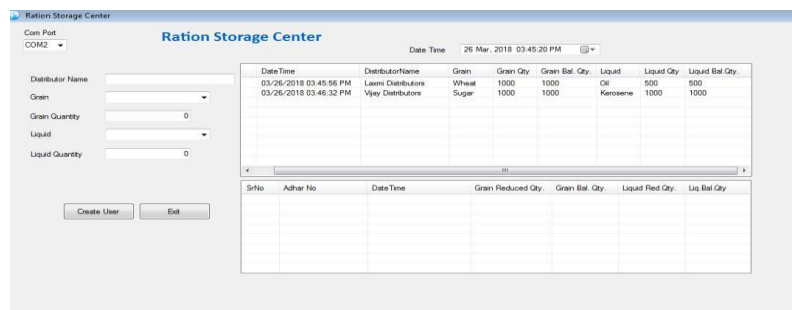 Ration Storage Center
Com Port
COM2
Ration Storage Center
Date Time 26 Mar, 2018 03:45:20 PM
Distributor Name
Grain
Grain Quantity 0
Liquid
Liquid Quantity 0
Create User Exit
DateTime DistributorName Grain Grain Qty Grain Bal. Qty. Liquid Liquid Qty Liquid Bal.Qty.
03/26/2018 03:45:56 PM Laxmi Distributors Wheat 1000 1000 Oil 500 500
03/26/2018 03:46:32 PM Vijay Distributors Sugar 1000 1000 Kerosene 1000 1000
SrNo Adhar No DateTime Grain Reduced Qty. Grain Bal. Qty. Liquid Red.Qty. Liq.Bal.Qty